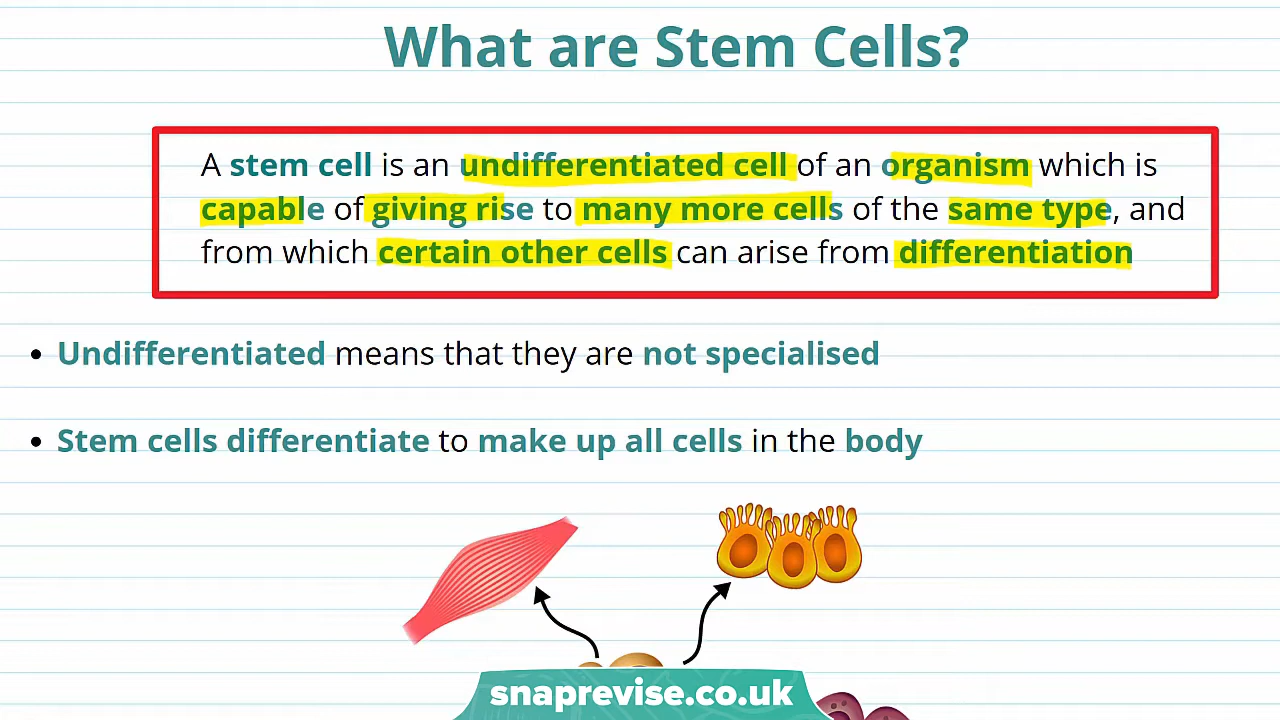 What are Stem Cells?
A stem cell is an undifferentiated cell of an organism which is
capable of giving rise to many more cells of the same type, and
from which certain other cells can arise from differentiation
• Undifferentiated means that they are not specialised
• Stem cells differentiate to make up all cells in the body
snaprevise.co.uk